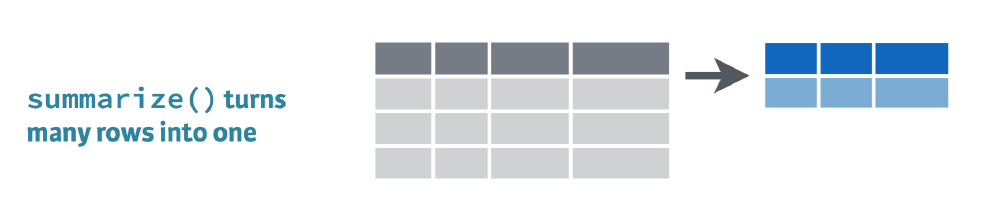 summarize() turns
many rows into one